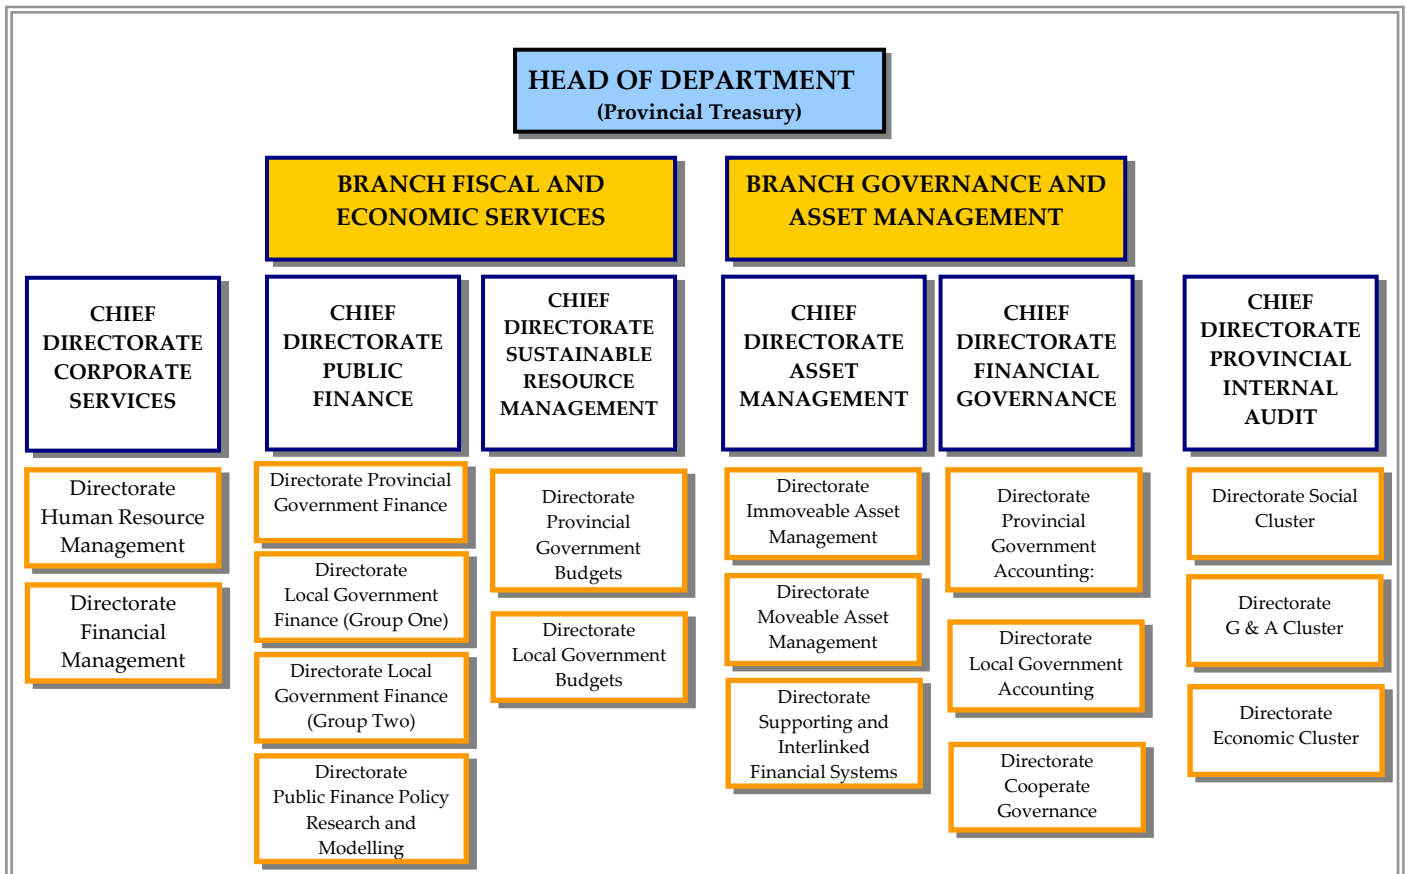 HEAD OF DEPARTMENT
(Provincial Treasury)
BRANCH FISCAL AND
ECONOMIC SERVICES
BRANCH GOVERNANCE AND
ASSET MANAGEMENT
CHIEF
DIRECTORATE
CORPORATE
SERVICES
CHIEF
DIRECTORATE
PUBLIC
FINANCE
CHIEF
DIRECTORATE
SUSTAINABLE
RESOURCE
MANAGEMENT
CHIEF
DIRECTORATE
ASSET
MANAGEMENT
CHIEF
DIRECTORATE
FINANCIAL
GOVERNANCE
CHIEF
DIRECTORATE
PROVINCIAL
INTERNAL
AUDIT
Directorate
Human Resource
Management
Directorate
Financial
Management
Directorate Provincial
Government Finance
Directorate
Local Government
Finance (Group One)
Directorate Local
Government Finance
(Group Two)
Directorate
Public Finance Policy
Research and
Modelling
Directorate
Provincial
Government
Budgets
Directorate
Local Government
Budgets
Directorate
Immoveable Asset
Management
Directorate
Moveable Asset
Management
Directorate
Supporting and
Interlinked
Financial Systems
Directorate
Provincial
Government
Accounting:
Directorate
Local Government
Accounting
Directorate
Cooperate
Governance
Directorate Social
Cluster
Directorate
G & A Cluster
Directorate
Economic Cluster